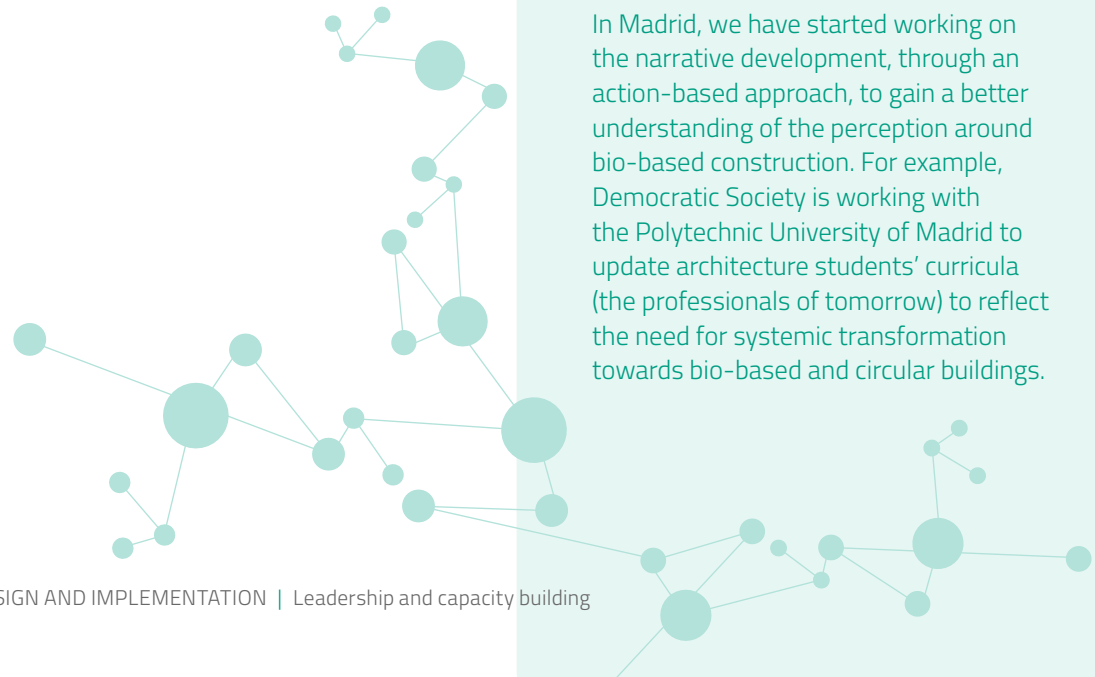 In Madrid, we have started working on
the narrative development, through an
action-based approach, to gain a better
understanding of the perception around
bio-based construction. For example,
Democratic Society is working with
the Polytechnic University of Madrid to
update architecture students’ curricula
(the professionals of tomorrow) to reflect
the need for systemic transformation
towards bio-based and circular buildings.
SIGN AND IMPLEMENTATION | Leadership and capacity building